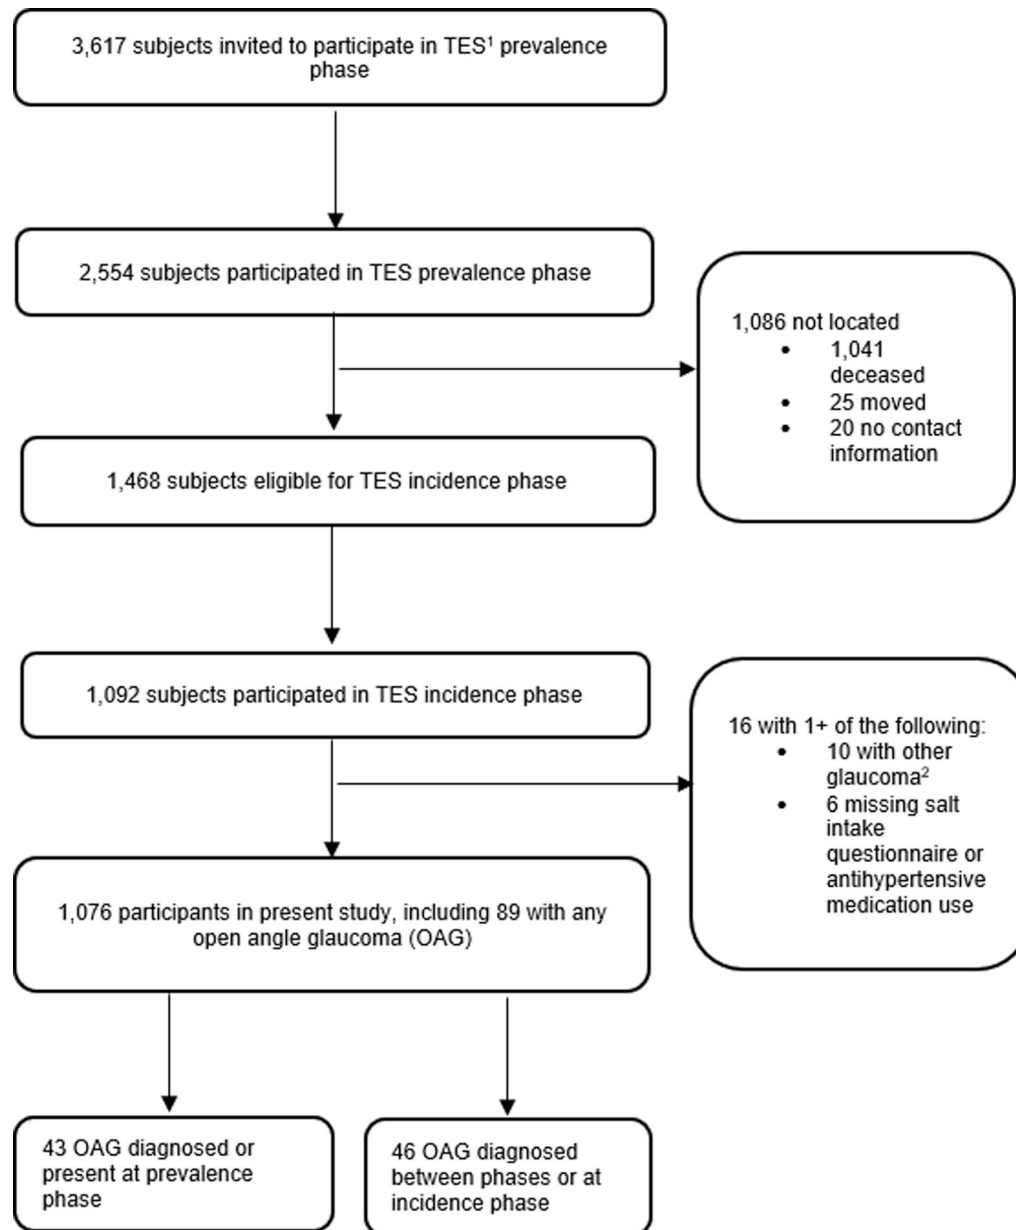 3,617 subjects invited to participate in TES¹ prevalence
phase
2,554 subjects participated in TES prevalence phase
1,086 not located
• 1,041
deceased
• 25 moved
• 20 no contact
information
1,468 subjects eligible for TES incidence phase
1,092 subjects participated in TES incidence phase
16 with 1+ of the following:
• 10 with other
glaucoma²
• 6 missing salt
intake
questionnaire or
antihypertensive
medication use
1,076 participants in present study, including 89 with any
open angle glaucoma (OAG)
43 OAG diagnosed or
present at prevalence
phase
46 OAG diagnosed
between phases or at
incidence phase